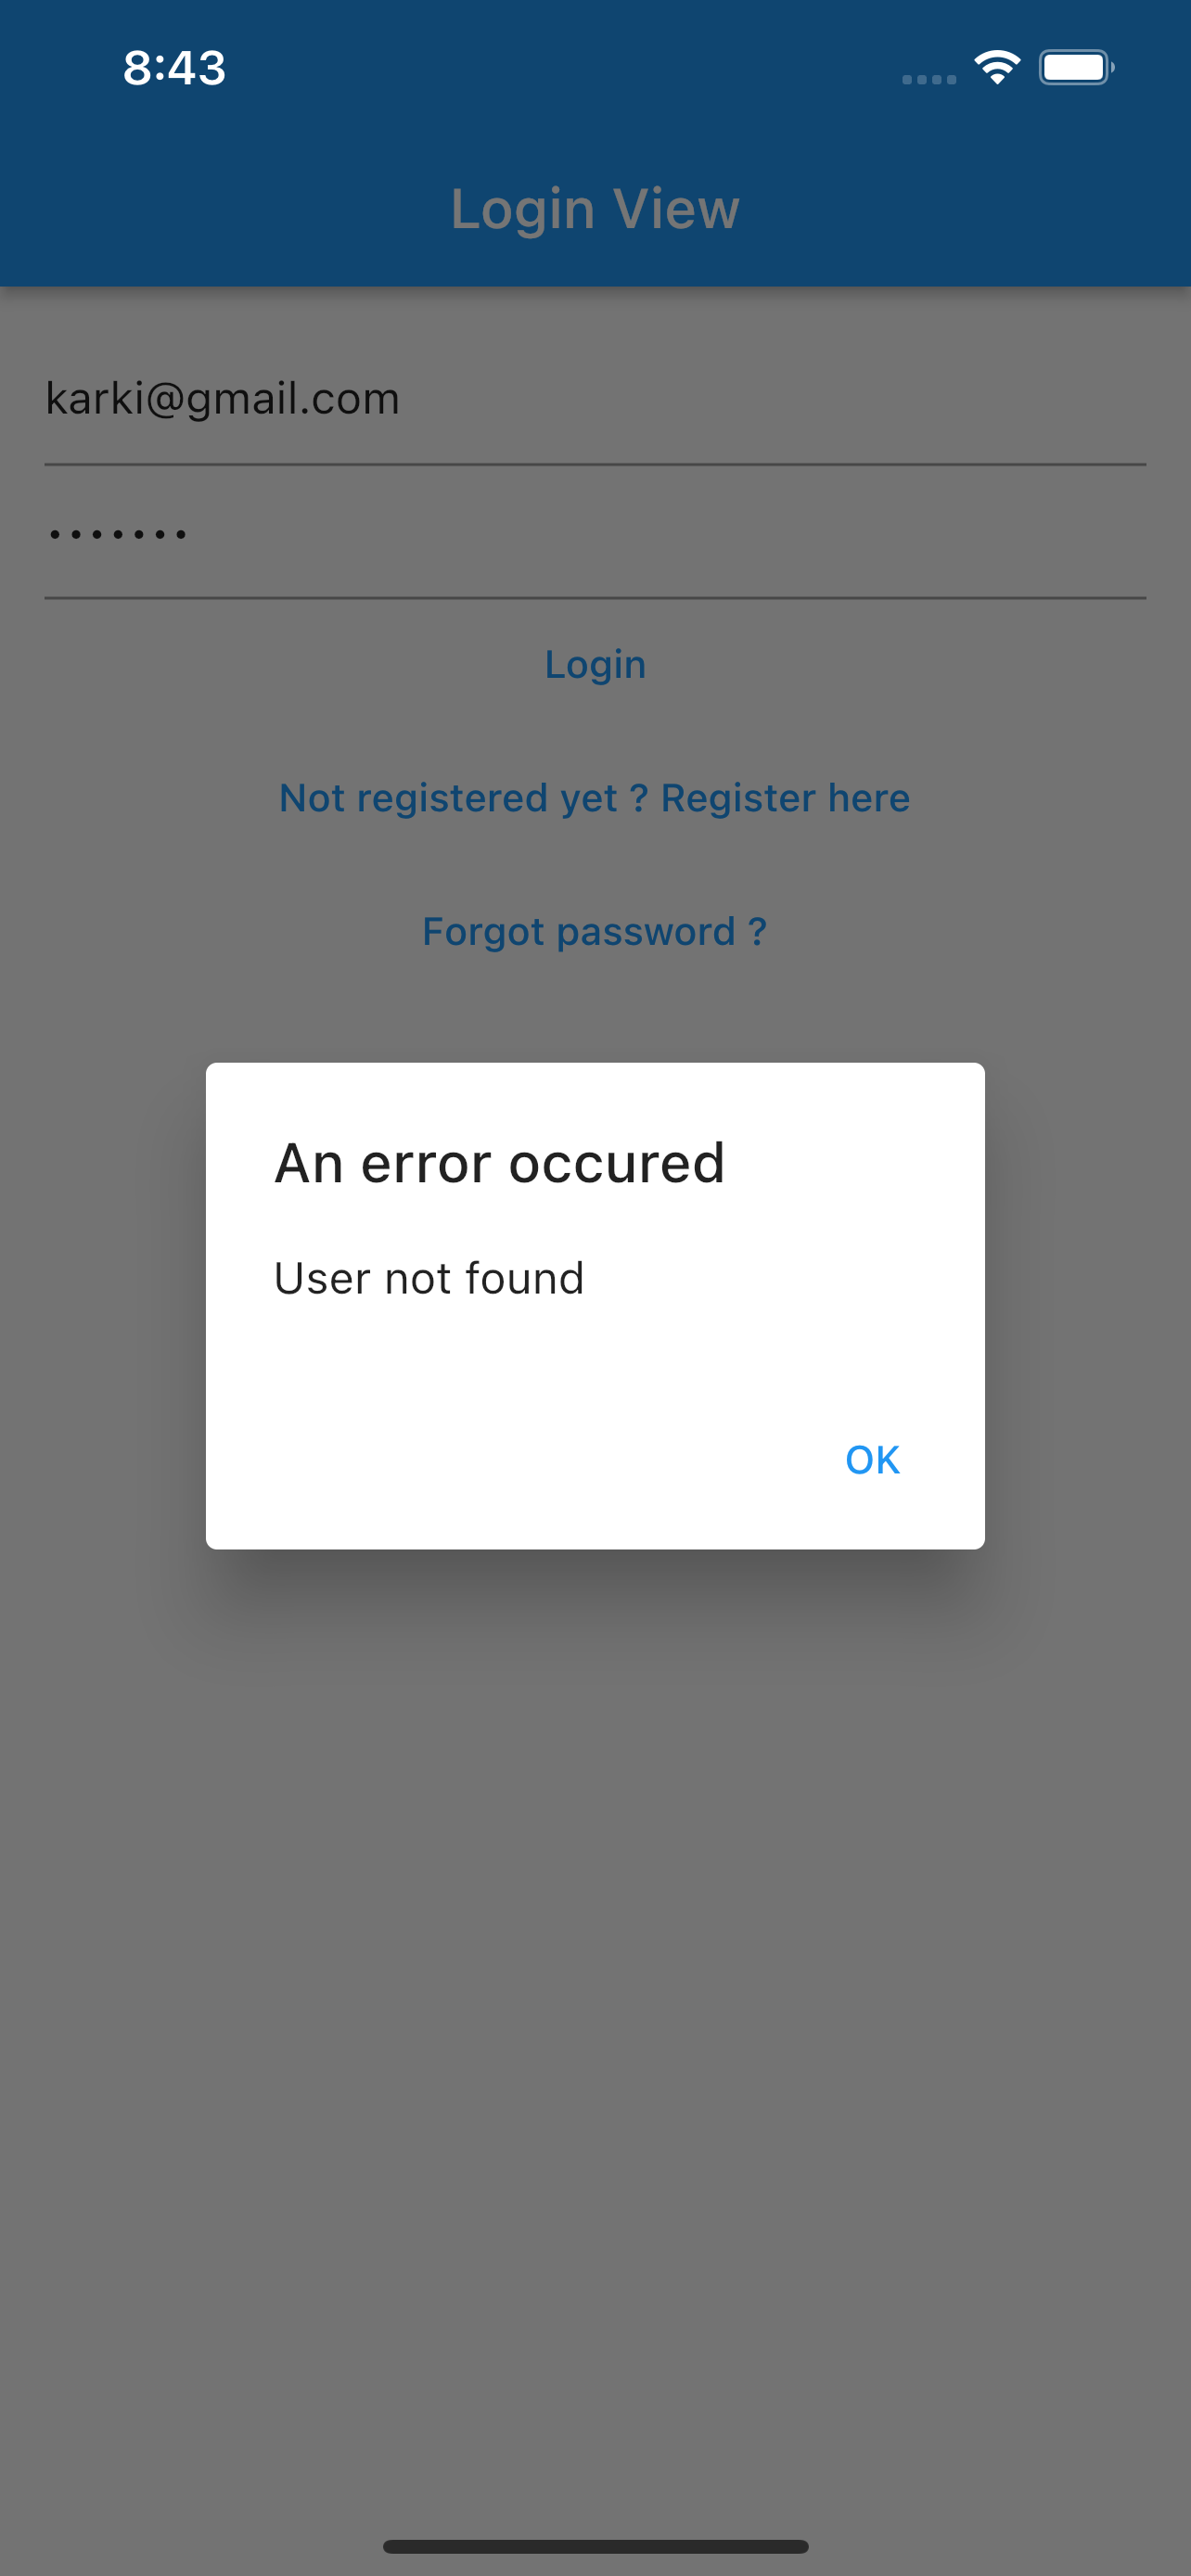 8:43
Login View
karki@gmail.com
•••••••
Login
Not registered yet ? Register here
Forgot password ?
An error occured
User not found
OK